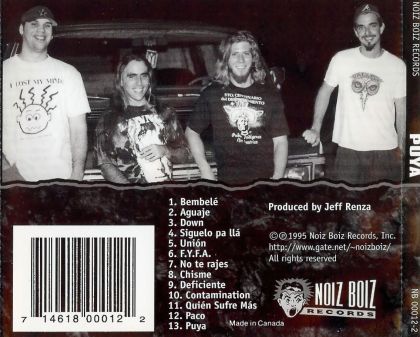 NOIZ BOIZ RECORDS
PUYA
NB 00012-2
I LOST MY MIND
5TO. CENTENARIO
del
1. Bembelé
2. Aguaje
3. Down
4. Síguelo pa llá
5. Unión
6. F.Y.F.A.
7. No te rajes
8. Chisme
9. Deficiente
10. Contamination
11. Quién Sufre Más
12. Paco
13. Puya
Produced by Jeff Renza
©℗1995 Noiz Boiz Records, Inc.
http://www.gate.net/~noizboiz/
All rights reserved
NOIZ BOIZ
RECORDS
Made in Canada
7 14618 00012 2